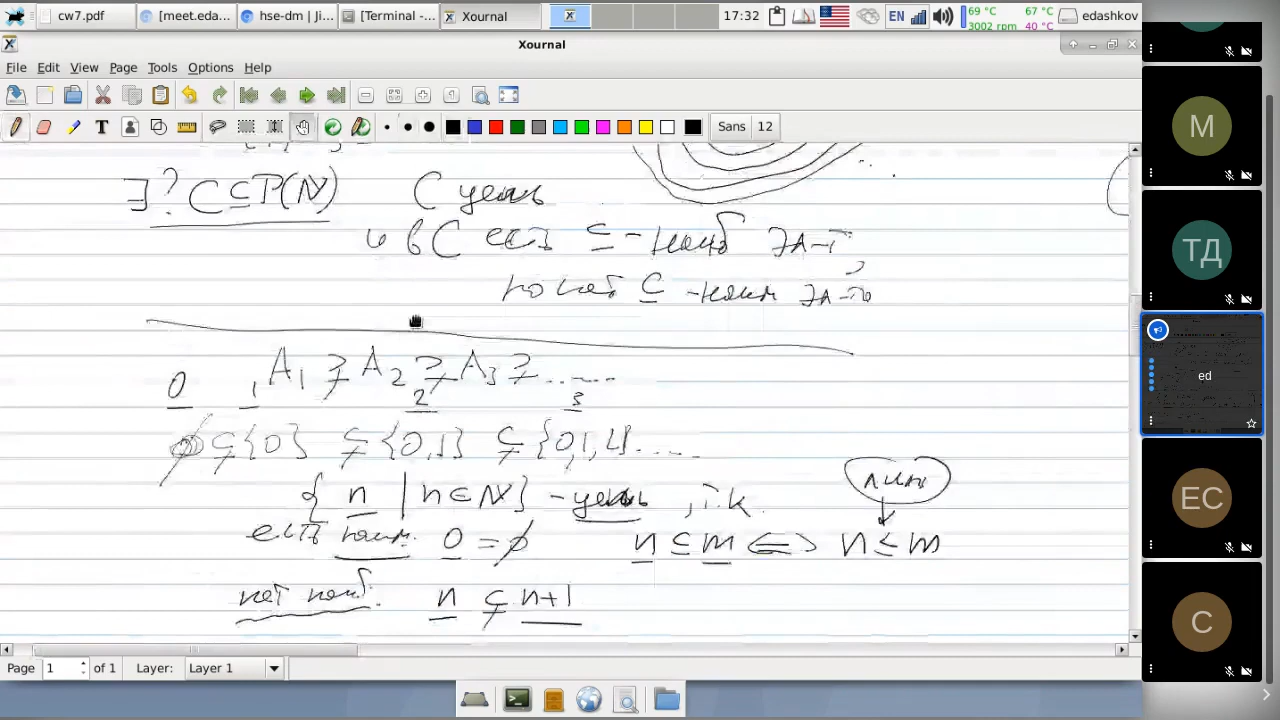 cw7.pdf [meet.eda... hse-dm | Ji... [Terminal -... Xournal 17:32 EN 69 °C 3002 rpm 67 °C 40 °C edashkov
Xournal
File Edit View Page Tools Options Help
Sans 12
∃? C ⊆ P(ℕ) C цепь
и в C есть ⊆ - наиб эл-т,
но нет ⊆ - наим эл-та
A₁ ⊋ A₂ ⊋ A₃ ⊋ ......
0 1 2 3
∅ ⊊ {0} ⊊ {0,1} ⊊ {0,1,2} .....
{ n | n ∈ ℕ } - цепь, т.к. лин
есть наим. 0 = ∅ n ⊆ m ⟺ n ≤ m
нет наиб. n ⊊ n+1
Page 1 of 1 Layer: Layer 1
М
ТД
ed
ЕС
С